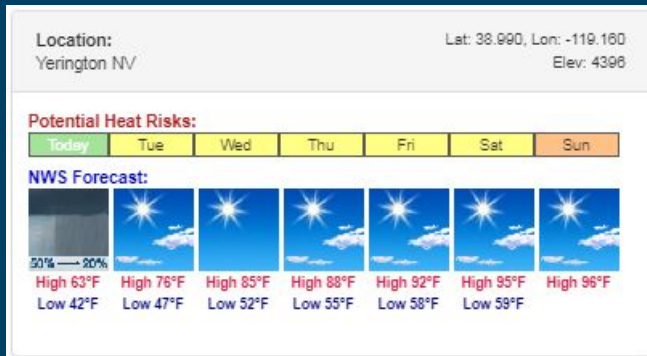 Location:
Yerington NV
Lat: 38.990, Lon: -119.160
Elev: 4396
Potential Heat Risks:
Today Tue Wed Thu Fri Sat Sun
NWS Forecast:
50% 20%
High 63°F High 76°F High 85°F High 88°F High 92°F High 95°F High 96°F
Low 42°F Low 47°F Low 52°F Low 55°F Low 58°F Low 59°F